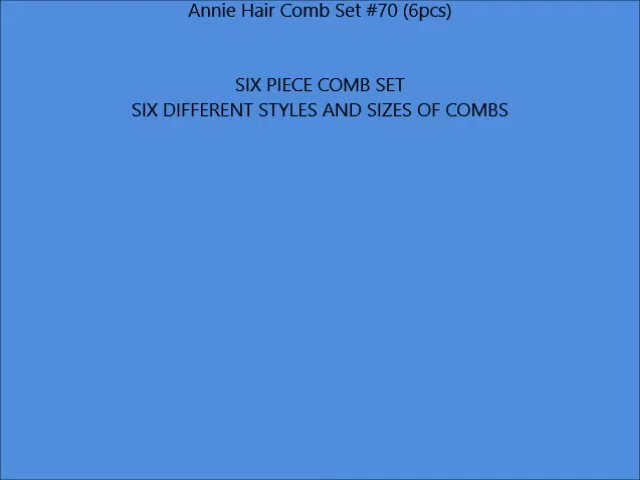 Annie Hair Comb Set #70 (6pcs)
SIX PIECE COMB SET
SIX DIFFERENT STYLES AND SIZES OF COMBS